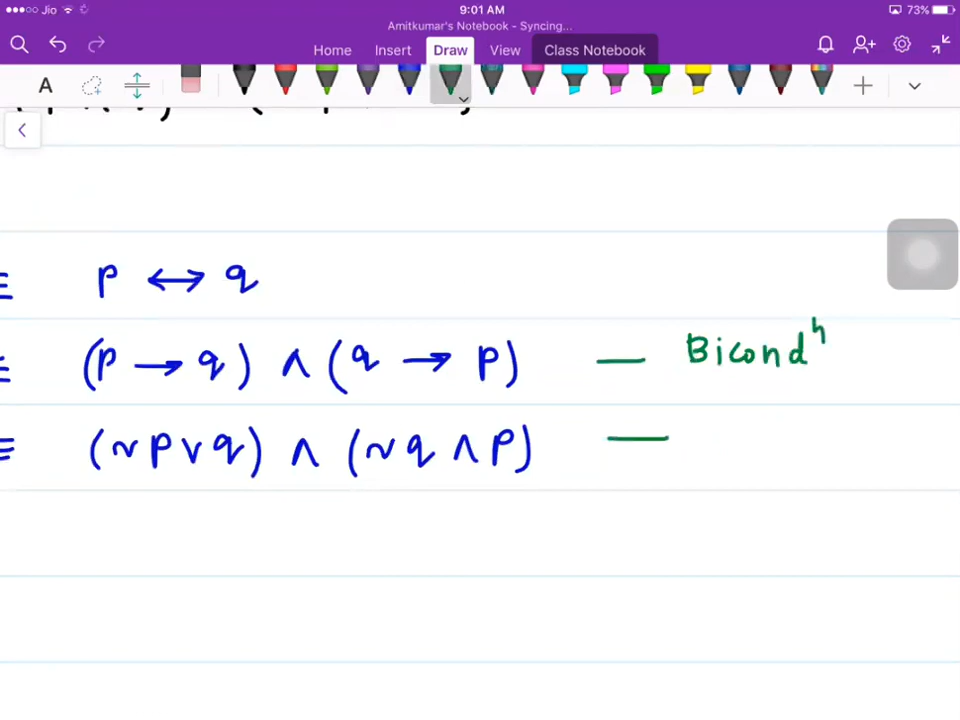 Jio 9:01 AM 73%
Amitkumar's Notebook - Syncing...
Home Insert Draw View Class Notebook
A
≡ p ↔ q
≡ (p → q) ∧ (q → p) — Bicondⁿ
≡ (~p∨q) ∧ (~q ∧ p) —